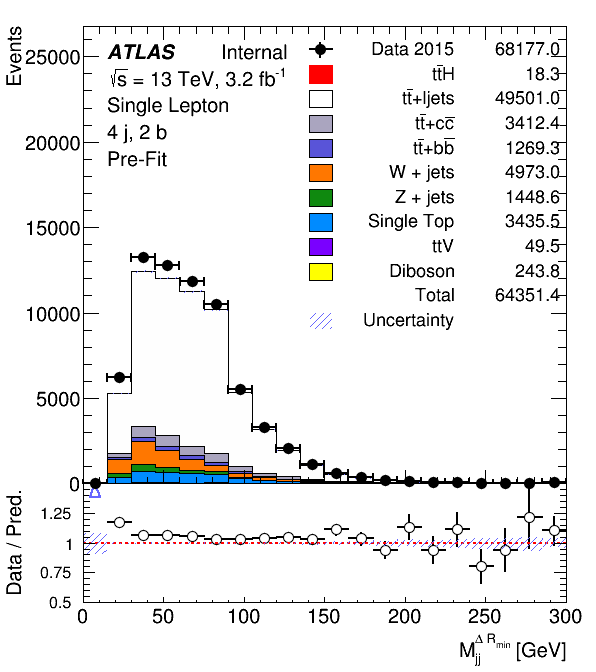 Events
ATLAS Internal
√s = 13 TeV, 3.2 fb⁻¹
Single Lepton
4 j, 2 b
Pre-Fit
Data 2015 68177.0
tt̄H 18.3
tt̄+ljets 49501.0
tt̄+cc̄ 3412.4
tt̄+bb̄ 1269.3
W + jets 4973.0
Z + jets 1448.6
Single Top 3435.5
ttV 49.5
Diboson 243.8
Total 64351.4
Uncertainty
25000
20000
15000
10000
5000
0
Data / Pred.
1.25
1
0.75
0.5
0 50 100 150 200 250 300
M_jj^Δ R_min [GeV]